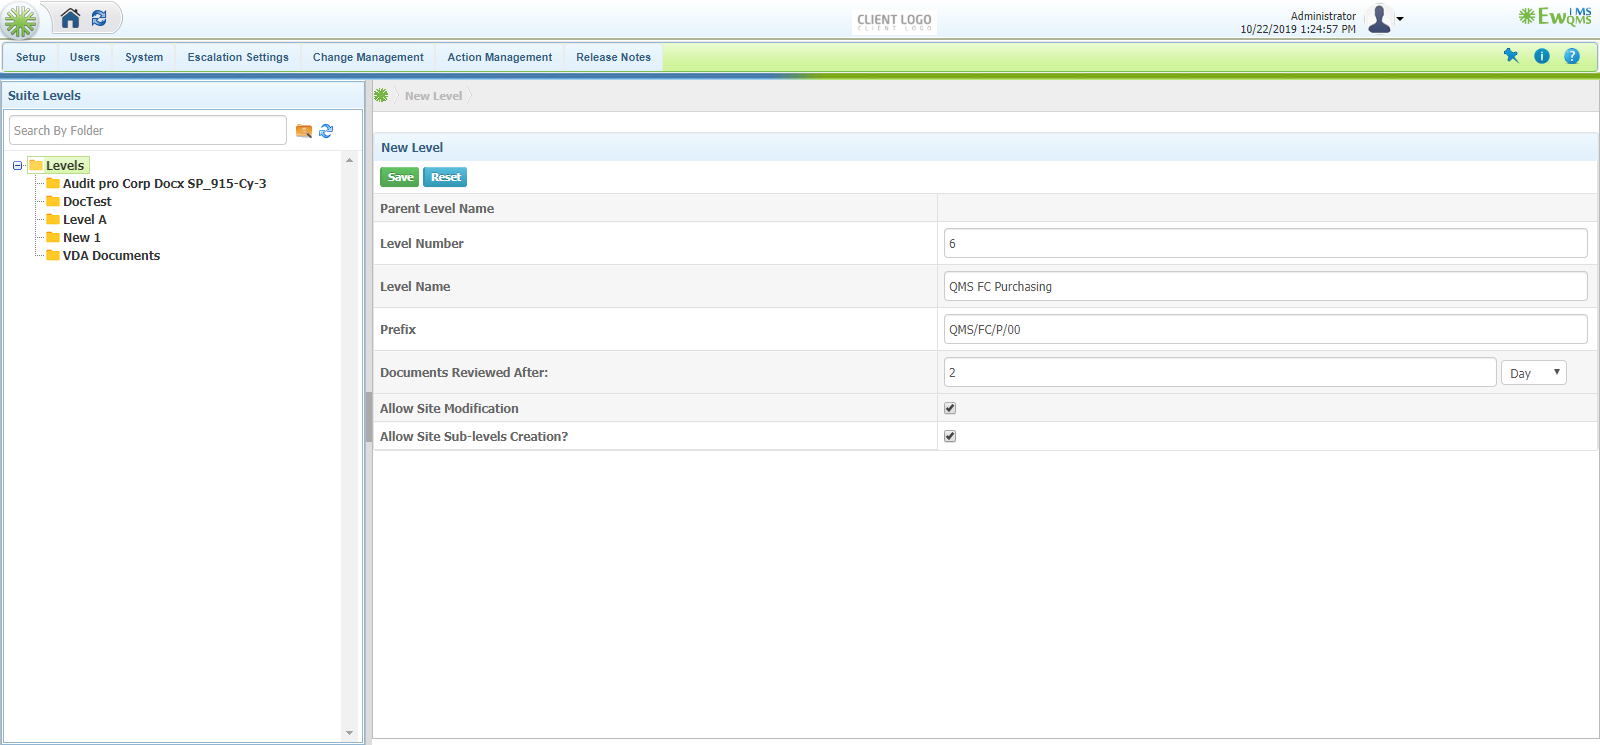 CLIENT LOGO
CLIENT LOGO
Administrator
10/22/2019 1:24:57 PM
EwQMS
IMS
Setup
Users
System
Escalation Settings
Change Management
Action Management
Release Notes
Suite Levels
Search By Folder
Levels
Audit pro Corp Docx SP_915-Cy-3
DocTest
Level A
New 1
VDA Documents
New Level
New Level
Save
Reset
Parent Level Name
Level Number
6
Level Name
QMS FC Purchasing
Prefix
QMS/FC/P/00
Documents Reviewed After:
2
Day
Allow Site Modification
Allow Site Sub-levels Creation?